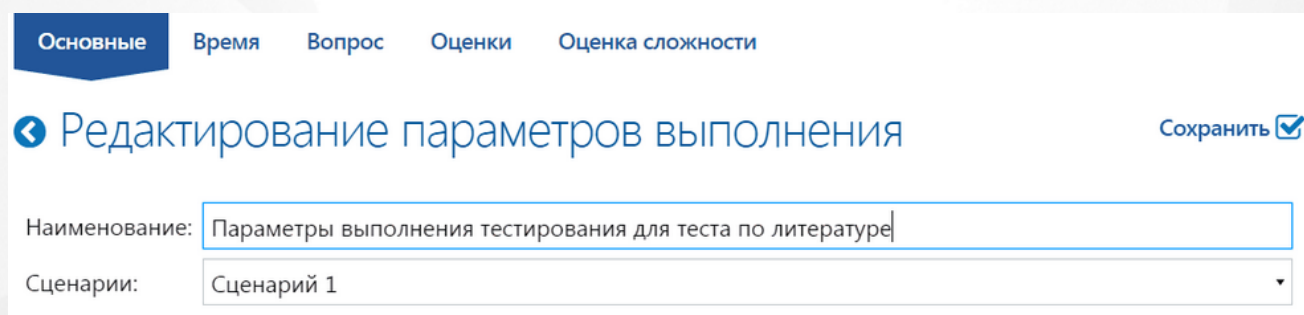 Основные Время Вопрос Оценки Оценка сложности
Редактирование параметров выполнения Сохранить
Наименование: Параметры выполнения тестирования для теста по литературе
Сценарии: Сценарий 1